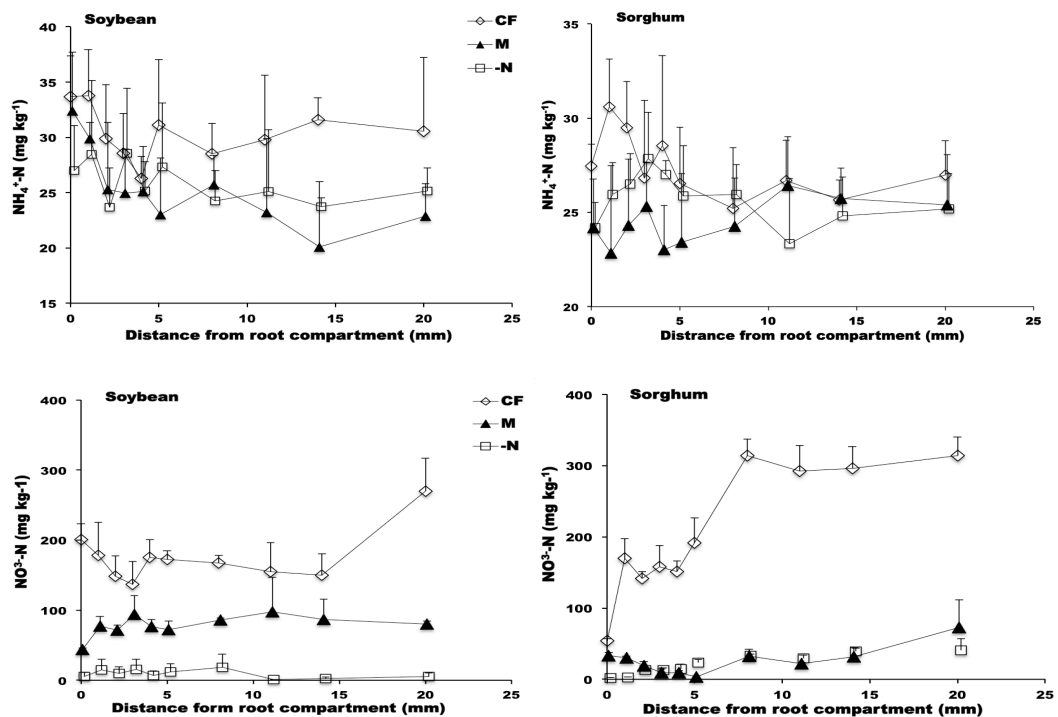 Soybean
CF
M
-N
40
35
30
25
20
15
NH₄⁺-N (mg kg⁻¹)
0
5
10
15
20
25
Distance from root compartment (mm)
Sorghum
35
30
25
20
NH₄⁺-N (mg kg⁻¹)
0
5
10
15
20
25
Distrance from root compartment (mm)
Soybean
CF
M
-N
400
300
200
100
0
NO³-N (mg kg-1)
0
5
10
15
20
25
Distance form root compartment (mm)
Sorghum
400
300
200
100
0
NO³-N (mg kg-¹)
0
5
10
15
20
25
Distance from root compartment (mm)